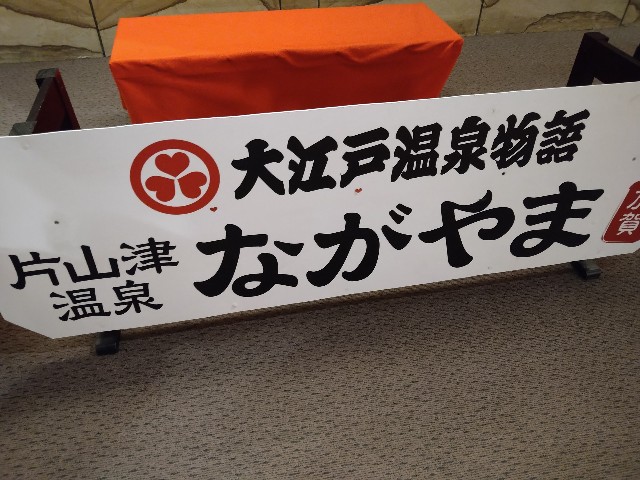 大江戸温泉物語
片山津
温泉
ながやま
加賀